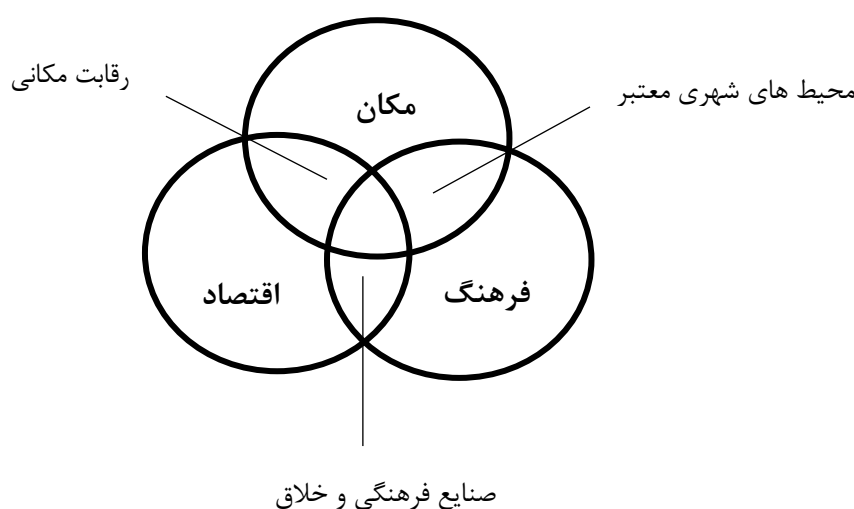 رقابت مکانی
محیط های شهری معتبر
مکان
اقتصاد
فرهنگ
صنایع فرهنگی و خلاق